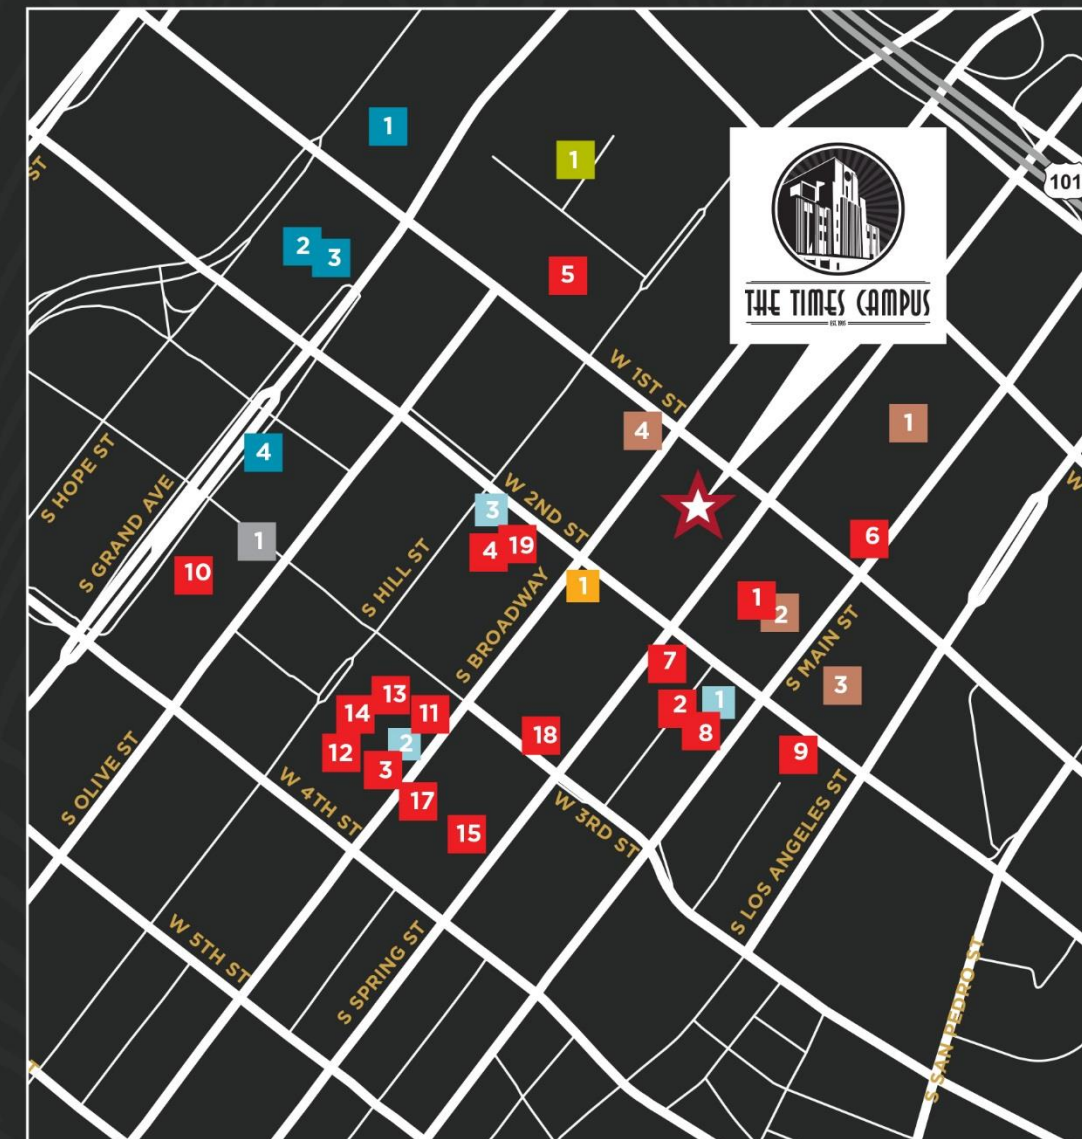 1
1
ST
101
2
3
5
THE TIMES CAMPUS
W 1ST ST
4
1
S HOPE ST
4
S GRAND AVE
W 2ND ST
3
1
10
4
19
6
S HILL ST
1
1
2
S BROADWAY
S MAIN ST
7
3
13
14
11
2
1
12
2
18
8
9
3
S OLIVE ST
W 4TH ST
17
15
W 3RD ST
S LOS ANGELES ST
W 5TH ST
S SPRING ST
S SAN PEDRO ST
W
T